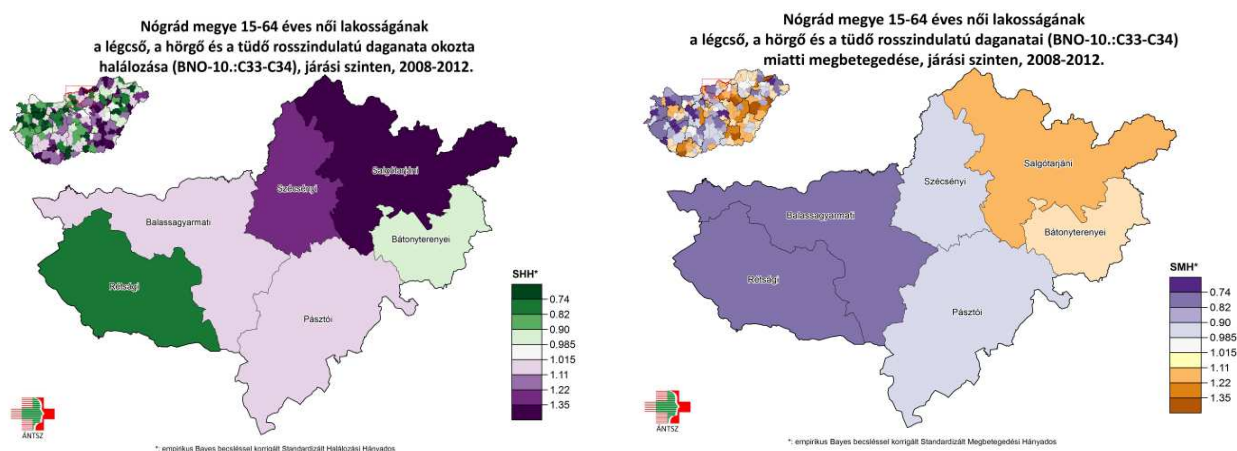 Nógrád megye 15-64 éves női lakosságának
a légcső, a hörgő és a tüdő rosszindulatú daganata okozta
halálozása (BNO-10.:C33-C34), járási szinten, 2008-2012.
Salgótarjáni
Szécsényi
Balassagyarmati
Bátonyterenyei
Rétsági
Pásztói
SHH*
0.74
0.82
0.90
0.985
1.015
1.11
1.22
1.35
ÁNTSZ
*: empirikus Bayes becsléssel korrigált Standardizált Halálozási Hányados
Nógrád megye 15-64 éves női lakosságának
a légcső, a hörgő és a tüdő rosszindulatú daganatai (BNO-10.:C33-C34)
miatti megbetegedése, járási szinten, 2008-2012.
Salgótarjáni
Szécsényi
Balassagyarmati
Bátonyterenyei
Rétsági
Pásztói
SMH*
0.74
0.82
0.90
0.985
1.015
1.11
1.22
1.35
ÁNTSZ
*: empirikus Bayes becsléssel korrigált Standardizált Megbetegedési Hányados